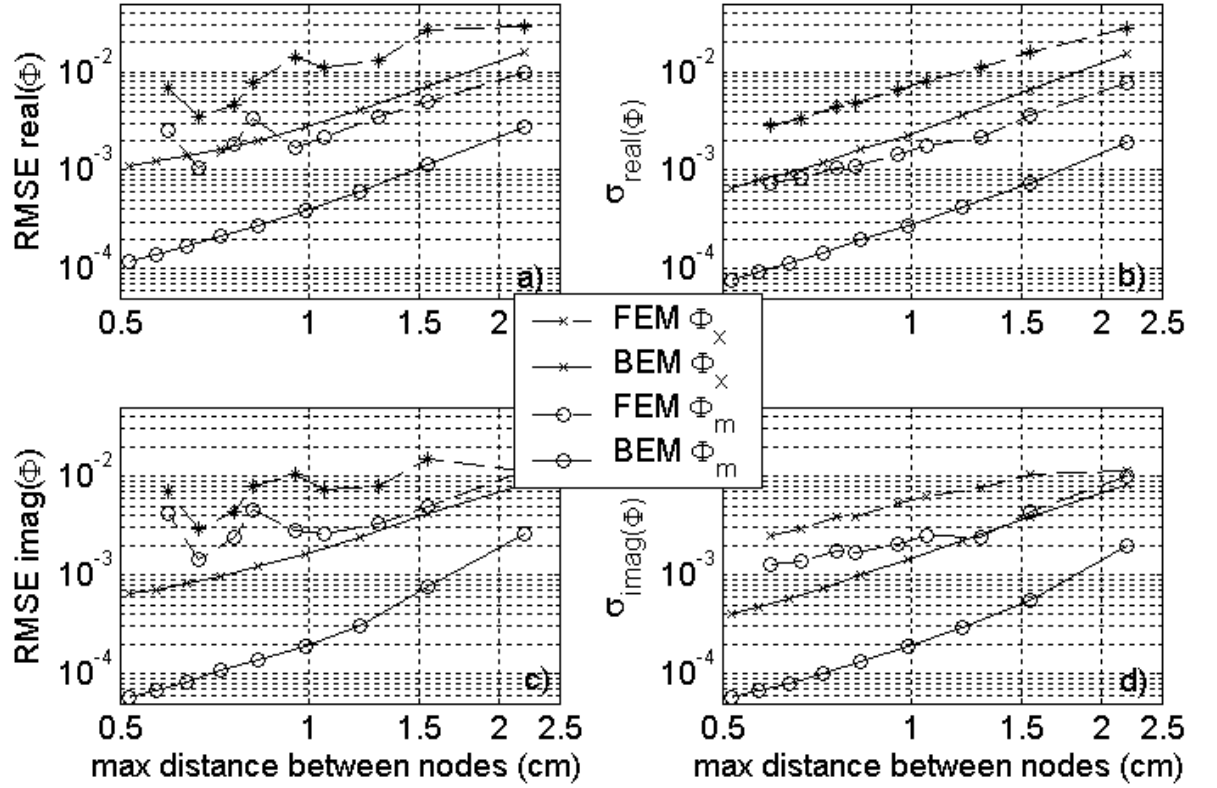 RMSE real(Φ)
10^-2
10^-3
10^-4
a)
0.5 1 1.5 2
σ_real(Φ)
10^-2
10^-3
10^-4
b)
1 1.5 2 2.5
FEM Φ_x
BEM Φ_x
FEM Φ_m
BEM Φ_m
RMSE imag(Φ)
10^-2
10^-3
10^-4
c)
0.5 1 1.5 2 2.5
max distance between nodes (cm)
σ_imag(Φ)
10^-2
10^-3
10^-4
d)
0.5 1 1.5 2 2.5
max distance between nodes (cm)